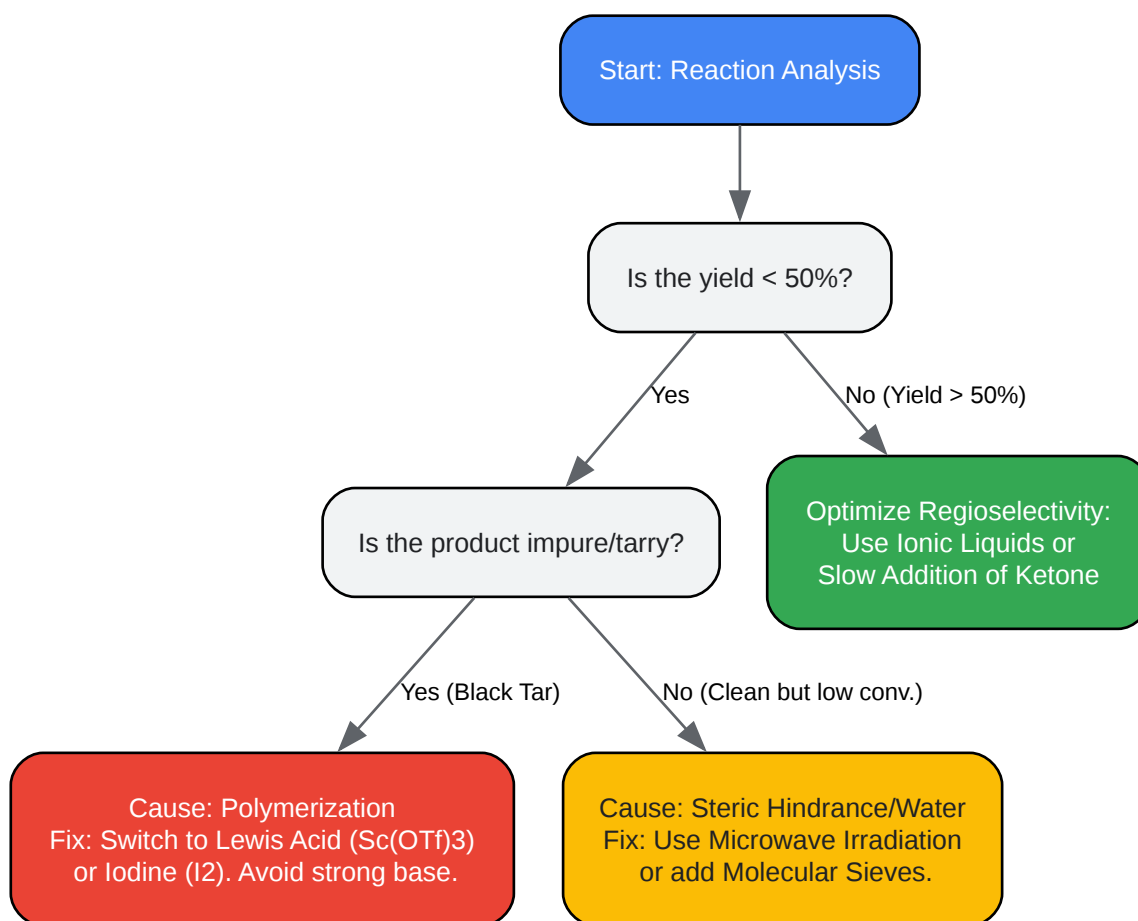 Start: Reaction Analysis
Is the yield < 50%?
Yes
No (Yield > 50%)
Optimize Regioselectivity:
Use Ionic Liquids or
Slow Addition of Ketone
Is the product impure/tarry?
Yes (Black Tar)
No (Clean but low conv.)
Cause: Polymerization
Fix: Switch to Lewis Acid (Sc(OTf)3)
or Iodine (I2). Avoid strong base.
Cause: Steric Hindrance/Water
Fix: Use Microwave Irradiation
or add Molecular Sieves.